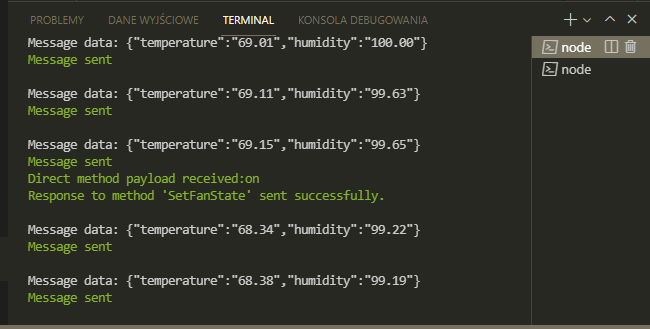 PROBLEMY DANE WYJŚCIOWE TERMINAL KONSOLA DEBUGOWANIA
Message data: {"temperature":"69.01","humidity":"100.00"}
Message sent
Message data: {"temperature":"69.11","humidity":"99.63"}
Message sent
Message data: {"temperature":"69.15","humidity":"99.65"}
Message sent
Direct method payload received:on
Response to method 'SetFanState' sent successfully.
Message data: {"temperature":"68.34","humidity":"99.22"}
Message sent
Message data: {"temperature":"68.38","humidity":"99.19"}
Message sent
node
node